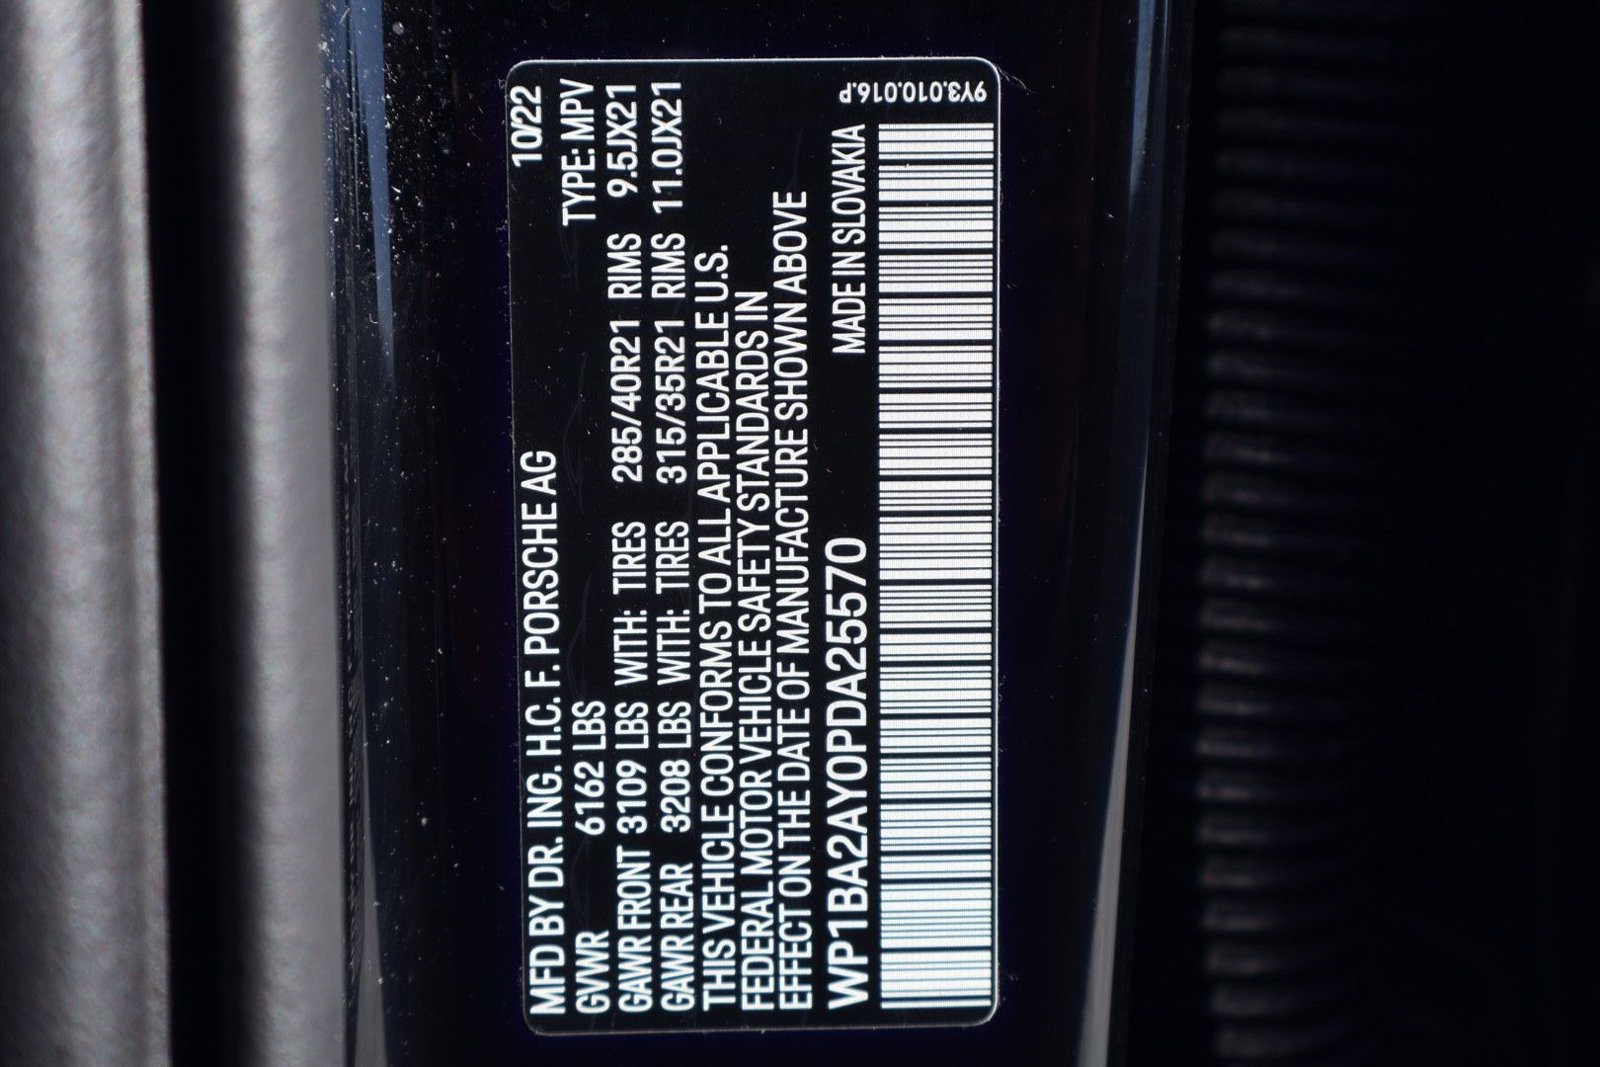 MFD BY DR. ING. H.C. F. PORSCHE AG 10/22
GVWR 6162 LBS TYPE: MPV
GAWR FRONT 3109 LBS WITH: TIRES 285/40R21 RIMS 9.5JX21
GAWR REAR 3208 LBS WITH: TIRES 315/35R21 RIMS 11.0JX21
THIS VEHICLE CONFORMS TO ALL APPLICABLE U.S.
FEDERAL MOTOR VEHICLE SAFETY STANDARDS IN
EFFECT ON THE DATE OF MANUFACTURE SHOWN ABOVE
WP1BA2AY0PDA25570 MADE IN SLOVAKIA
9Y3.010.016.P